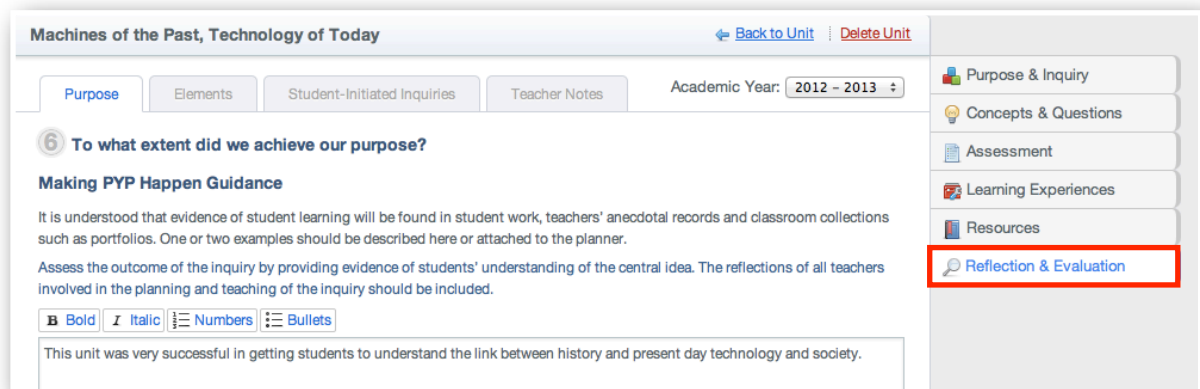 Machines of the Past, Technology of Today
Back to Unit
Delete Unit
Purpose
Elements
Student-Initiated Inquiries
Teacher Notes
Academic Year: 2012 – 2013
6 To what extent did we achieve our purpose?
Making PYP Happen Guidance
It is understood that evidence of student learning will be found in student work, teachers' anecdotal records and classroom collections
such as portfolios. One or two examples should be described here or attached to the planner.
Assess the outcome of the inquiry by providing evidence of students' understanding of the central idea. The reflections of all teachers
involved in the planning and teaching of the inquiry should be included.
B Bold I Italic Numbers Bullets
This unit was very successful in getting students to understand the link between history and present day technology and society.
Purpose & Inquiry
Concepts & Questions
Assessment
Learning Experiences
Resources
Reflection & Evaluation